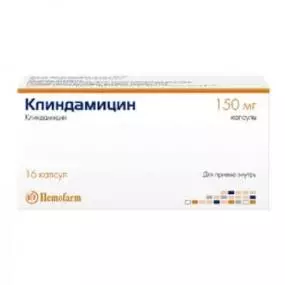 Клиндамицин
150 мг
Клиндамицин
капсулы
16 капсул
Для приема внутрь
Hemofarm